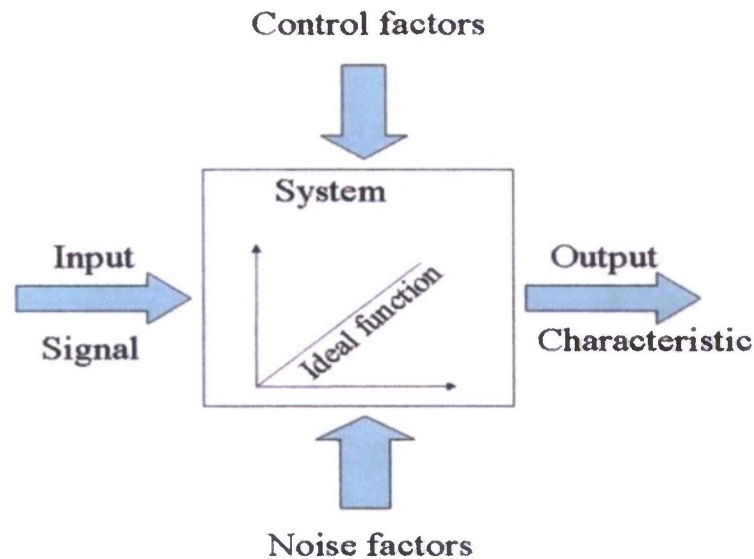 Control factors
System
Input
Signal
Ideal function
Output
Characteristic
Noise factors